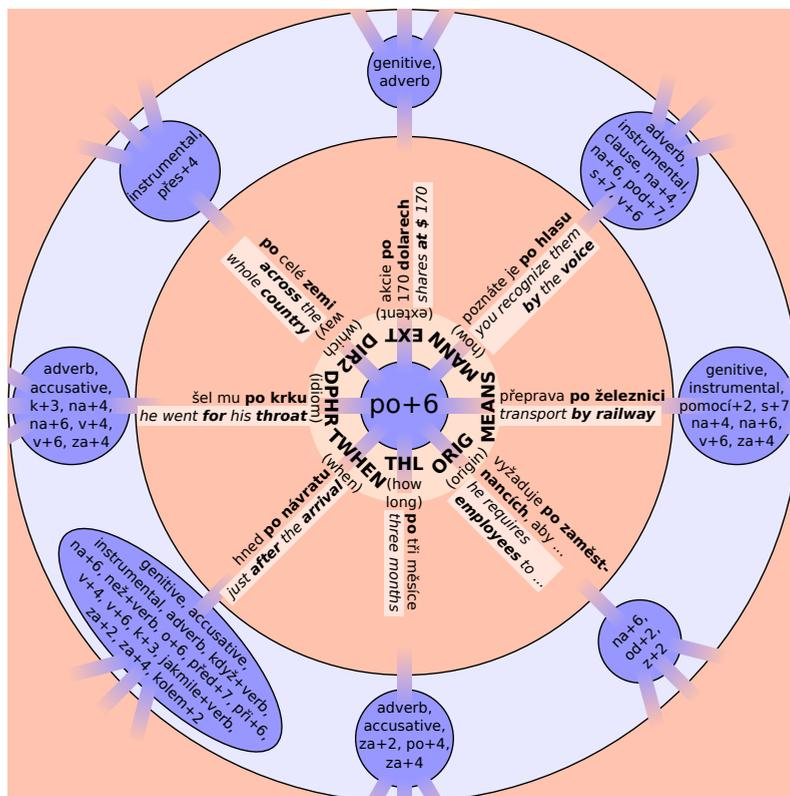 genitive,
adverb
adverb,
instrumental,
clause, na+4,
na+6, pod+7,
s+7, v+6
instrumental,
přes+4
akcie po
170 dolarech
shares at $ 170
(extent)
EXT
poznáte je po hlasu
you recognize them
by the voice
(how)
MANN
po celé zemi
across the
whole country
(which
way)
DIR2
adverb,
accusative,
k+3, na+4,
na+6, v+4,
v+6, za+4
šel mu po krku
he went for his throat
(idiom)
DPHR
po+6
MEANS
přeprava po železnici
transport by railway
genitive,
instrumental,
pomocí+2, s+7
na+4, na+6,
v+6, za+4
TWHEN
(when)
hned po návratu
just after the arrival
THL
(how
long)
po tři měsíce
three months
ORIG
(origin)
vyžaduje po zaměst-
nancích, aby ...
he requires
employees to ...
genitive, accusative,
instrumental, adverb, když+verb,
na+6, než+verb, o+6, před+7, při+6,
v+4, v+6, k+3, jakmile+verb,
za+2, za+4, kolem+2
adverb,
accusative,
za+2, po+4,
za+4
na+6,
od+2,
z+2